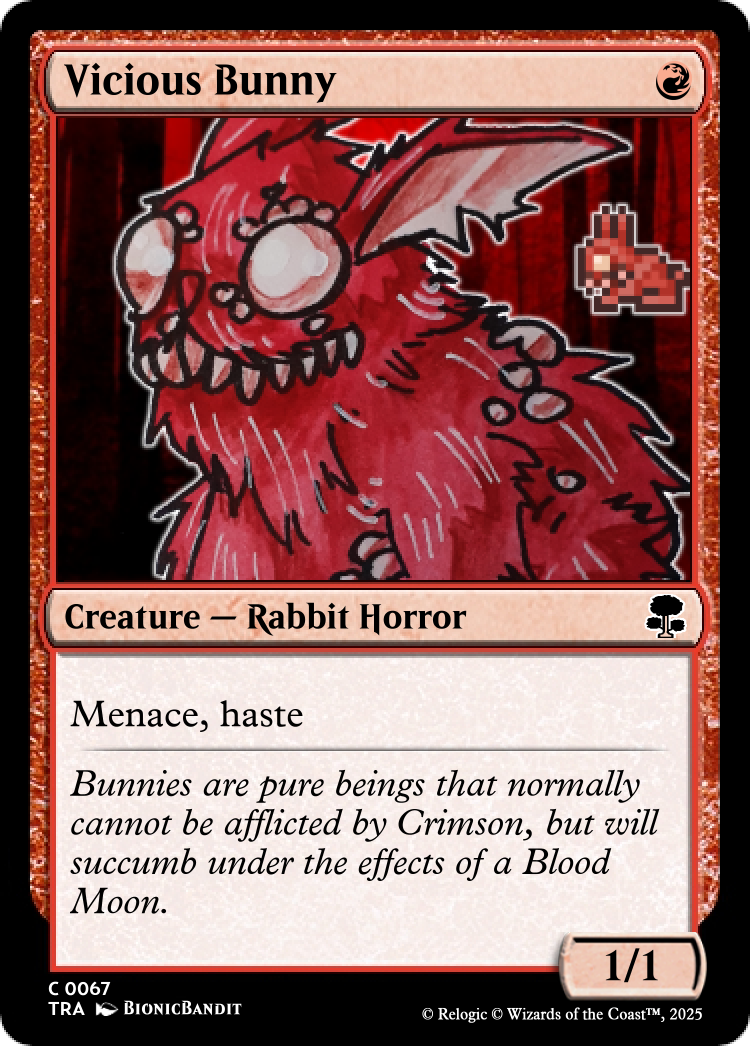 Vicious Bunny
Creature — Rabbit Horror
Menace, haste
Bunnies are pure beings that normally
cannot be afflicted by Crimson, but will
succumb under the effects of a Blood
Moon.
1/1
C 0067
TRA BionicBandit
© Relogic © Wizards of the Coast™, 2025